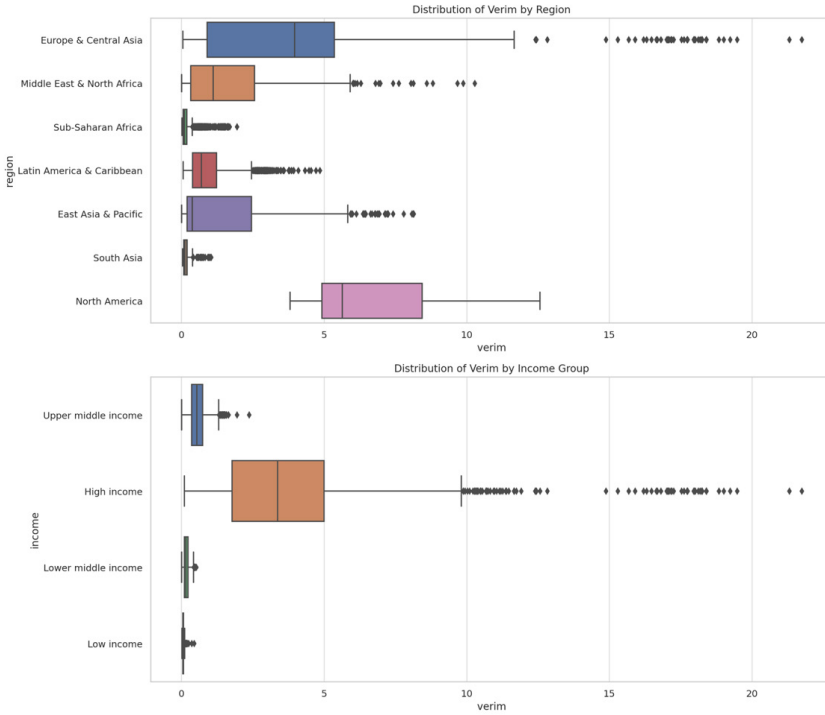 Distribution of Verim by Region
Europe & Central Asia
Middle East & North Africa
Sub-Saharan Africa
Latin America & Caribbean
East Asia & Pacific
South Asia
North America
region
0 5 10 15 20
verim
Distribution of Verim by Income Group
Upper middle income
High income
Lower middle income
Low income
income
0 5 10 15 20
verim